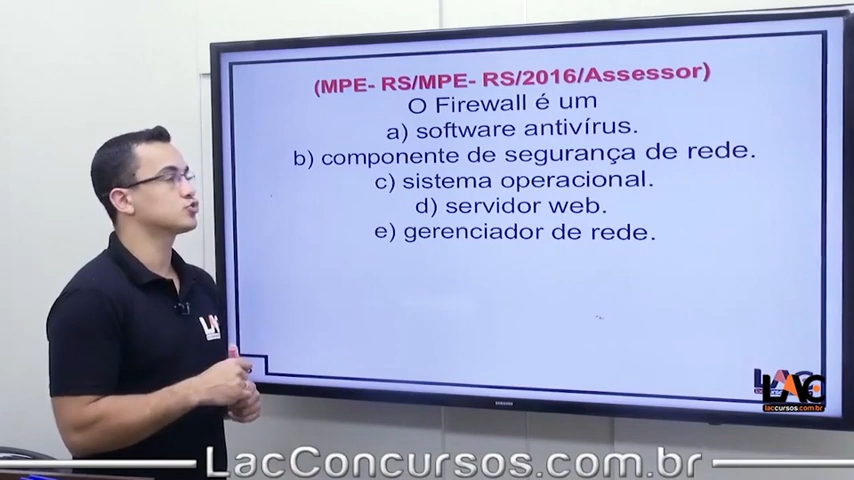 (MPE- RS/MPE- RS/2016/Assessor)
O Firewall é um
a) software antivírus.
b) componente de segurança de rede.
c) sistema operacional.
d) servidor web.
e) gerenciador de rede.
SAMSUNG
LAC
LAC
laccursos.com.br
LacConcursos.com.br